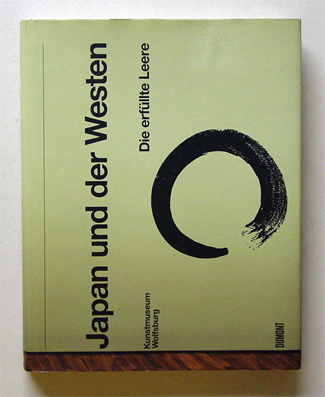 Japan und der Westen
Die erfüllte Leere
Kunstmuseum
Wolfsburg
DUMONT